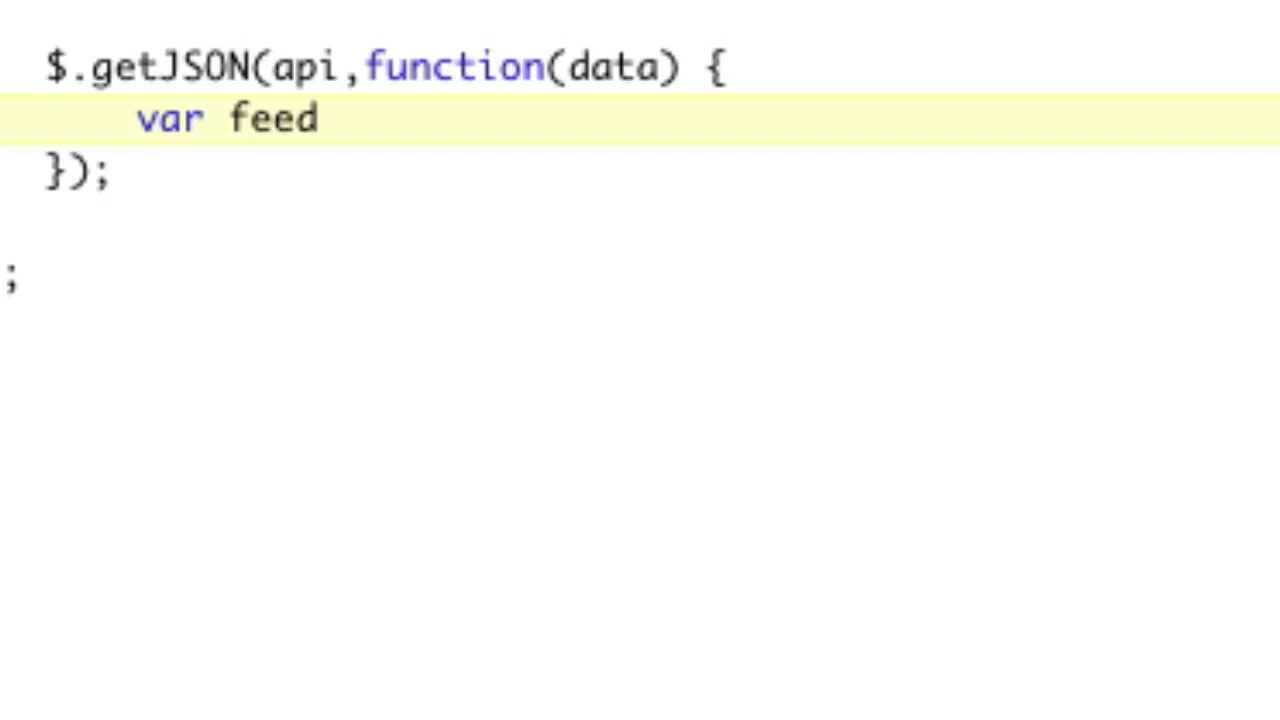 $.getJSON(api,function(data) {
var feed
});
;